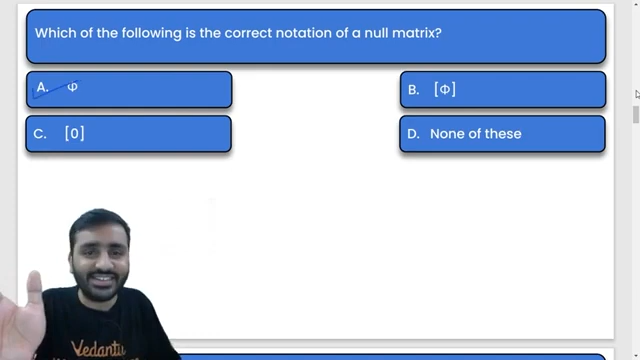 Which of the following is the correct notation of a null matrix?
A. Φ
B. [Φ]
C. [0]
D. None of these
Vedantu